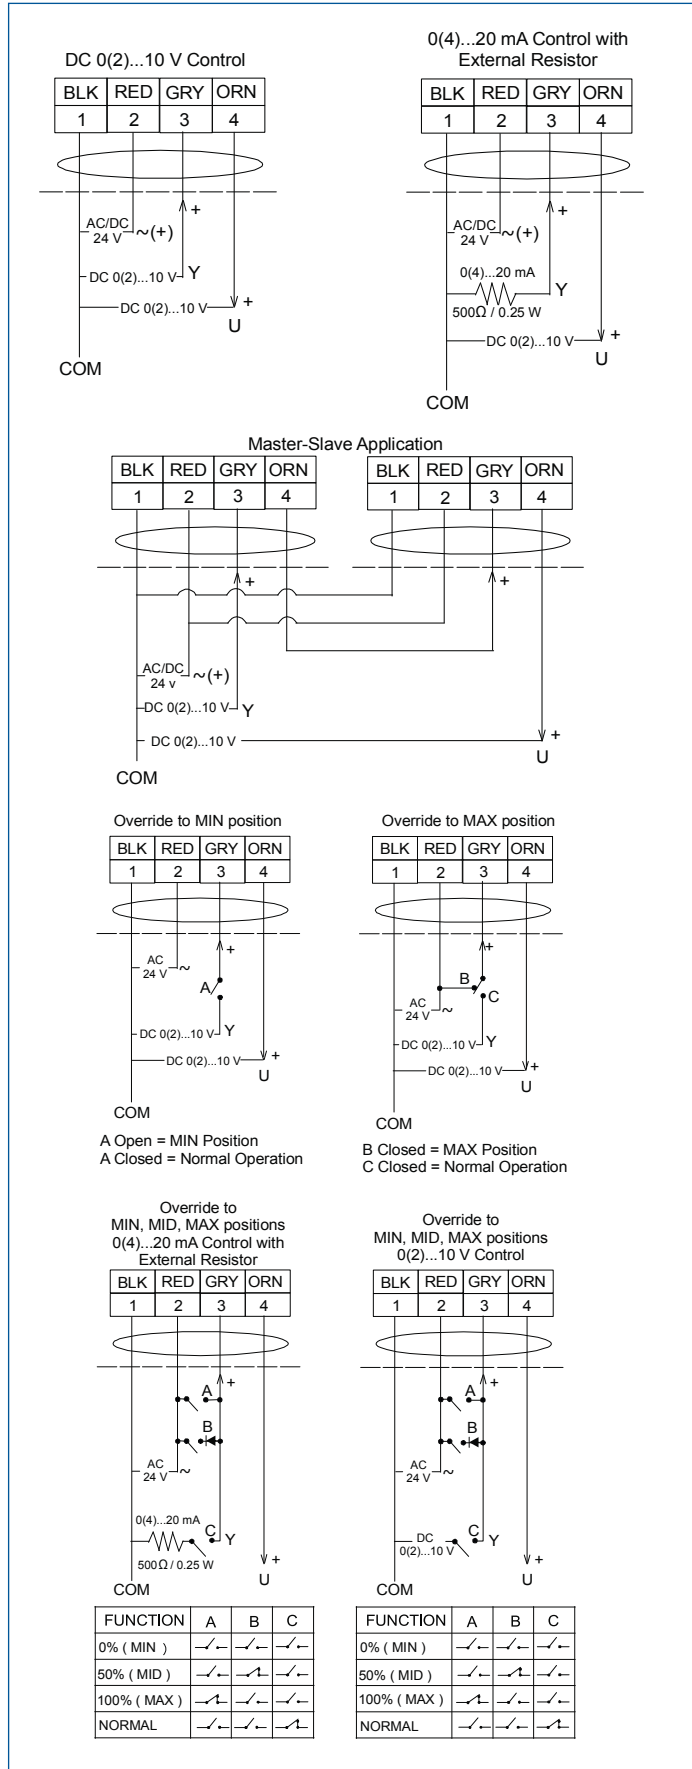 DC 0(2)...10 V Control
BLK RED GRY ORN
1 2 3 4
+
AC/DC
24 V ~(+)
DC 0(2)...10 V Y
DC 0(2)...10 V +
U
COM
0(4)...20 mA Control with
External Resistor
BLK RED GRY ORN
1 2 3 4
+
AC/DC
24 V ~(+)
0(4)...20 mA
Y
500Ω / 0.25 W
DC 0(2)...10 V +
U
COM
Master-Slave Application
BLK RED GRY ORN BLK RED GRY ORN
1 2 3 4 1 2 3 4
+ +
AC/DC
24 v ~(+)
DC 0(2)...10 V Y
DC 0(2)...10 V +
U
COM
Override to MIN position
BLK RED GRY ORN
1 2 3 4
+
AC
24 V ~
A
DC 0(2)...10 V Y
DC 0(2)...10 V +
U
COM
A Open = MIN Position
A Closed = Normal Operation
Override to MAX position
BLK RED GRY ORN
1 2 3 4
+
B
C
AC
24 V ~
DC 0(2)...10 V Y
DC 0(2)...10 V +
U
COM
B Closed = MAX Position
C Closed = Normal Operation
Override to
MIN, MID, MAX positions
0(4)...20 mA Control with
External Resistor
BLK RED GRY ORN
1 2 3 4
A +
B
AC
24 V ~
0(4)...20 mA
C Y
500Ω / 0.25 W
+
U
COM
FUNCTION A B C
0% ( MIN )
50% ( MID )
100% ( MAX )
NORMAL
Override to
MIN, MID, MAX positions
0(2)...10 V Control
BLK RED GRY ORN
1 2 3 4
A +
B
AC
24 V ~
DC
0(2)...10 V
C Y
+
U
COM
FUNCTION A B C
0% ( MIN )
50% ( MID )
100% ( MAX )
NORMAL